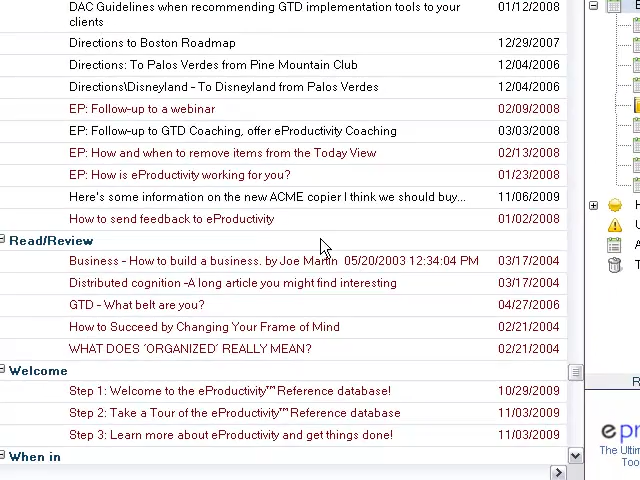 DAC Guidelines when recommending GTD implementation tools to your 01/12/2008
clients
Directions to Boston Roadmap 12/29/2007
Directions: To Palos Verdes from Pine Mountain Club 12/04/2006
Directions\Disneyland - To Disneyland from Palos Verdes 12/04/2006
EP: Follow-up to a webinar 02/09/2008
EP: Follow-up to GTD Coaching, offer eProductivity Coaching 03/03/2008
EP: How and when to remove items from the Today View 02/13/2008
EP: How is eProductivity working for you? 01/23/2008
Here's some information on the new ACME copier I think we should buy... 11/06/2009
How to send feedback to eProductivity 01/02/2008
Read/Review
Business - How to build a business. by Joe Martin 05/20/2003 12:34:04 PM 03/17/2004
Distributed cognition -A long article you might find interesting 03/17/2004
GTD - What belt are you? 04/27/2006
How to Succeed by Changing Your Frame of Mind 02/21/2004
WHAT DOES 'ORGANIZED' REALLY MEAN? 02/21/2004
Welcome
Step 1: Welcome to the eProductivity™ Reference database! 10/29/2009
Step 2: Take a Tour of the eProductivity™ Reference database 11/03/2009
Step 3: Learn more about eProductivity and get things done! 11/03/2009
When in
epr
The Ulti
Too